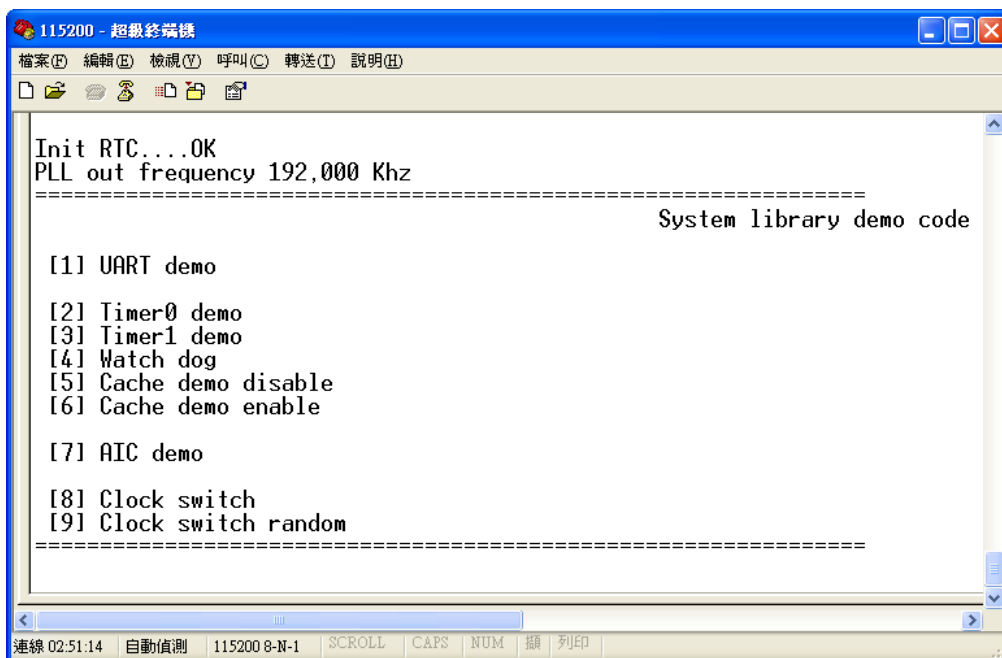 115200 - 超級終端機
檔案(F) 編輯(E) 檢視(V) 呼叫(C) 轉送(T) 說明(H)
Init RTC....OK
PLL out frequency 192,000 Khz
================================================================
System library demo code
[1] UART demo
[2] Timer0 demo
[3] Timer1 demo
[4] Watch dog
[5] Cache demo disable
[6] Cache demo enable
[7] AIC demo
[8] Clock switch
[9] Clock switch random
================================================================
連線 02:51:14 自動偵測 115200 8-N-1 SCROLL CAPS NUM 擷 列印